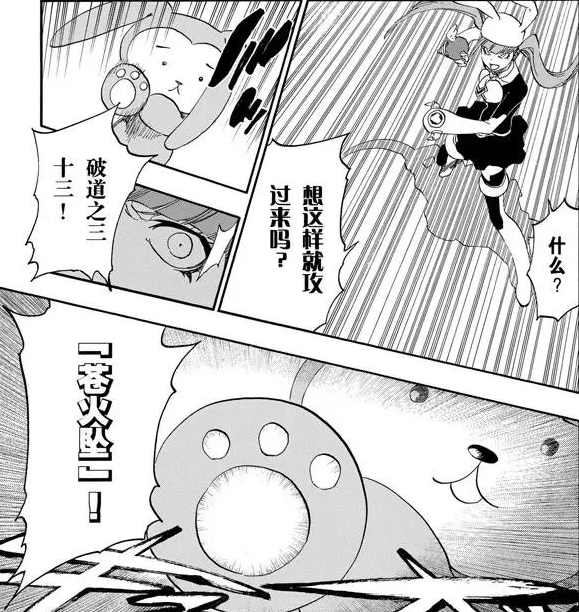 什么？
想这样就攻
过来吗？
破道之三
十三！
「苍火坠」！